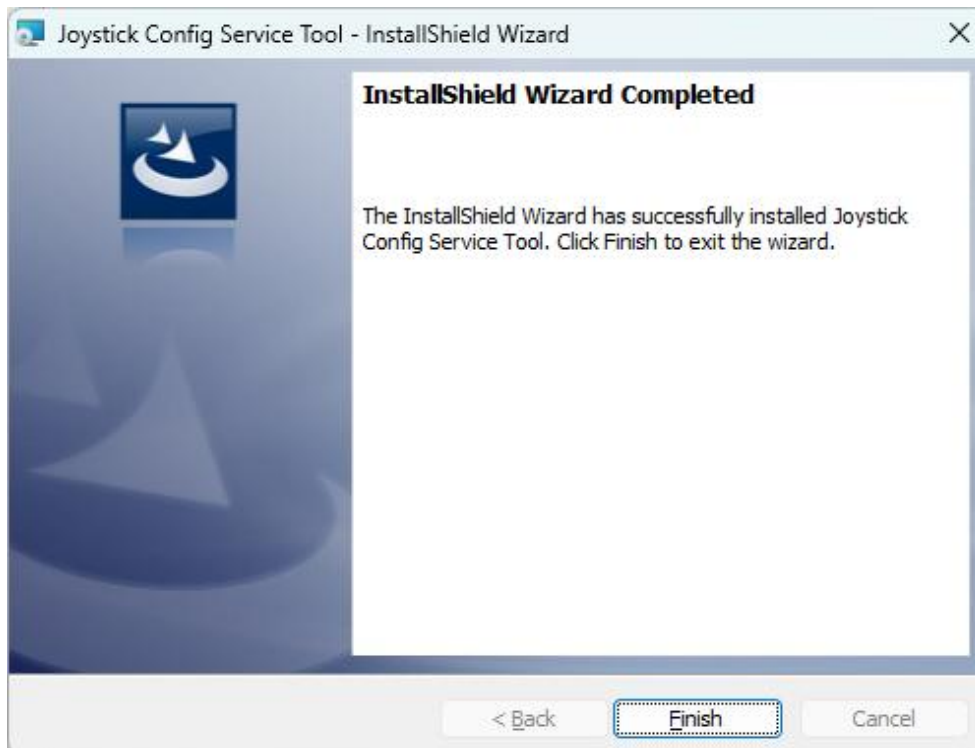 Joystick Config Service Tool - InstallShield Wizard
InstallShield Wizard Completed
The InstallShield Wizard has successfully installed Joystick
Config Service Tool. Click Finish to exit the wizard.
< Back
Finish
Cancel